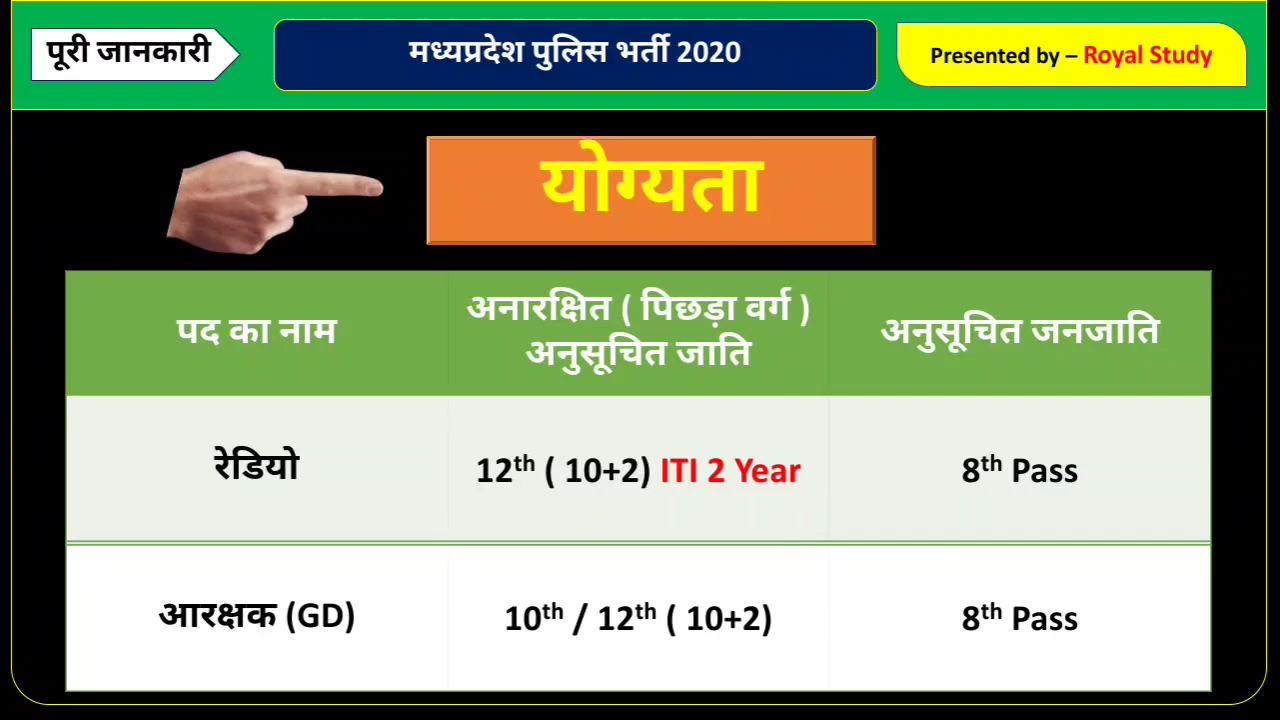 पूरी जानकारी
मध्यप्रदेश पुलिस भर्ती 2020
Presented by – Royal Study
योग्यता
पद का नाम
अनारक्षित ( पिछड़ा वर्ग )
अनुसूचित जाति
अनुसूचित जनजाति
रेडियो
12th ( 10+2) ITI 2 Year
8th Pass
आरक्षक (GD)
10th / 12th ( 10+2)
8th Pass